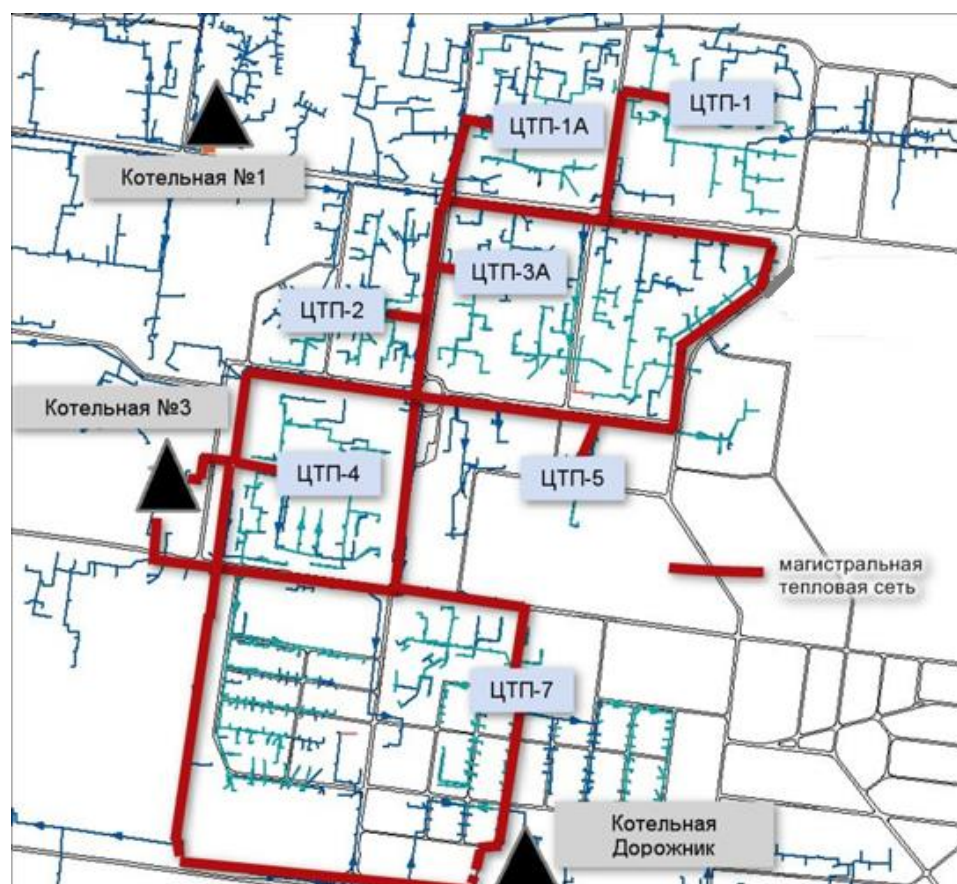 ЦТП-1
ЦТП-1А
Котельная №1
ЦТП-3А
ЦТП-2
Котельная №3
ЦТП-4
ЦТП-5
магистральная
тепловая сеть
ЦТП-7
Котельная
Дорожник